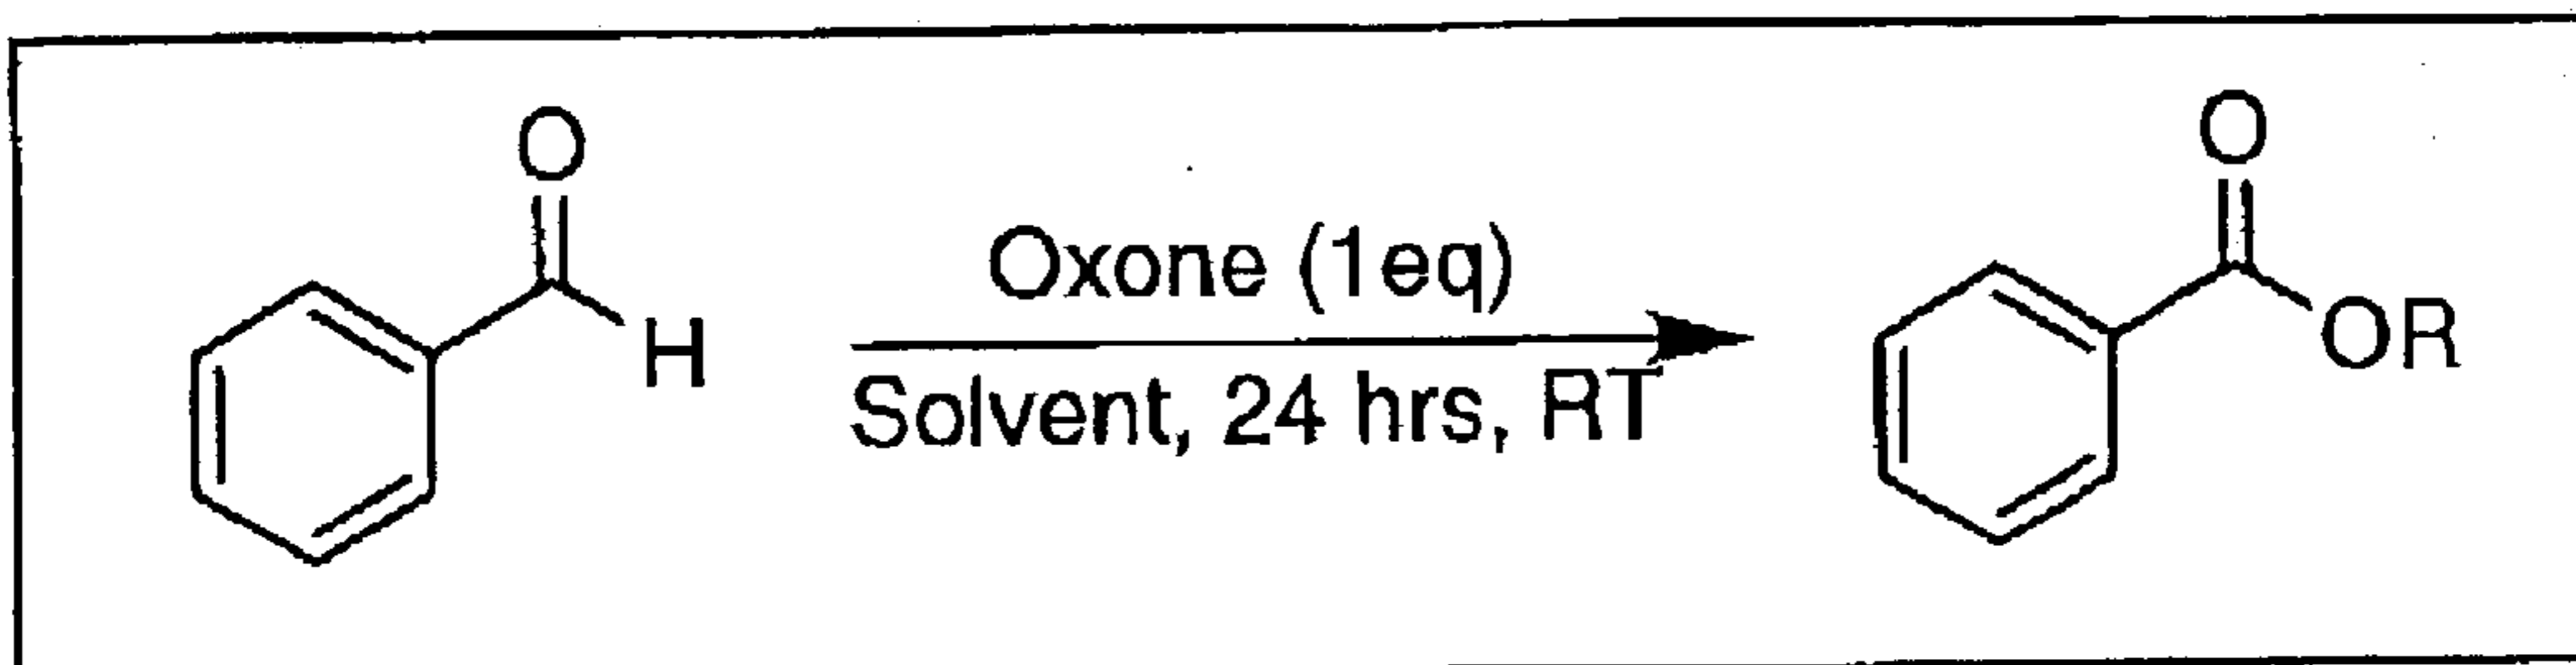 O
H
Oxone (1eq)
Solvent, 24 hrs, RT
O
OR